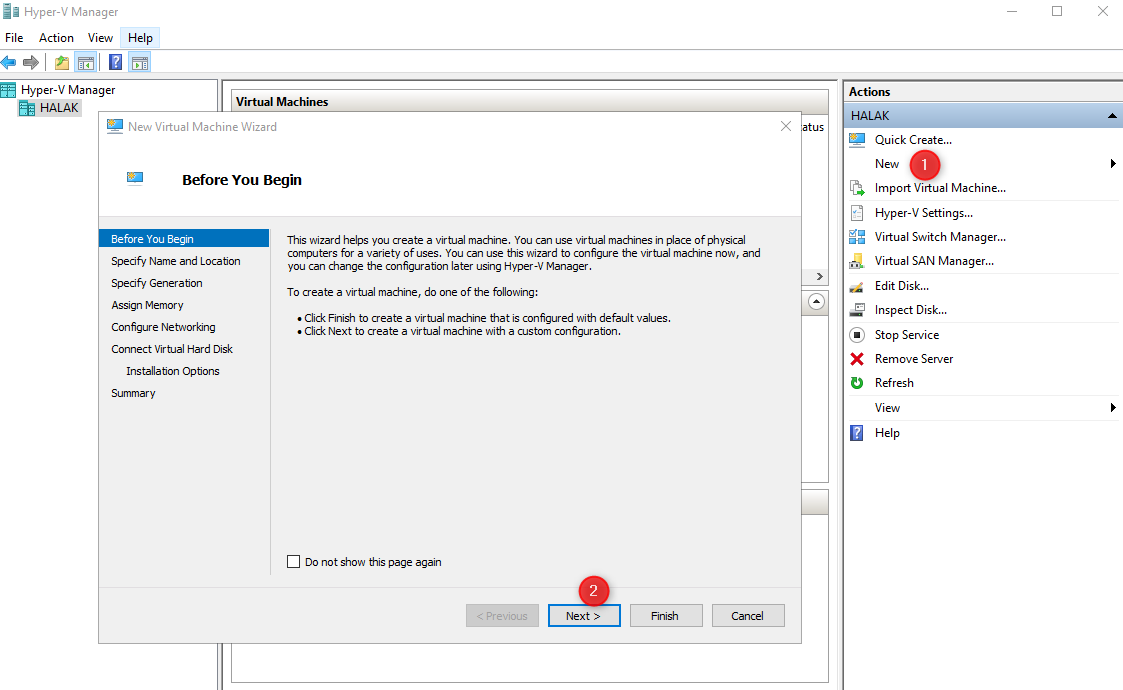 Hyper-V Manager
File Action View Help
Hyper-V Manager
HALAK
Virtual Machines
tatus
New Virtual Machine Wizard
Before You Begin
Before You Begin
Specify Name and Location
Specify Generation
Assign Memory
Configure Networking
Connect Virtual Hard Disk
Installation Options
Summary
This wizard helps you create a virtual machine. You can use virtual machines in place of physical
computers for a variety of uses. You can use this wizard to configure the virtual machine now, and
you can change the configuration later using Hyper-V Manager.
To create a virtual machine, do one of the following:
• Click Finish to create a virtual machine that is configured with default values.
• Click Next to create a virtual machine with a custom configuration.
Do not show this page again
2
< Previous Next > Finish Cancel
Actions
HALAK
Quick Create...
New 1
Import Virtual Machine...
Hyper-V Settings...
Virtual Switch Manager...
Virtual SAN Manager...
Edit Disk...
Inspect Disk...
Stop Service
Remove Server
Refresh
View
Help